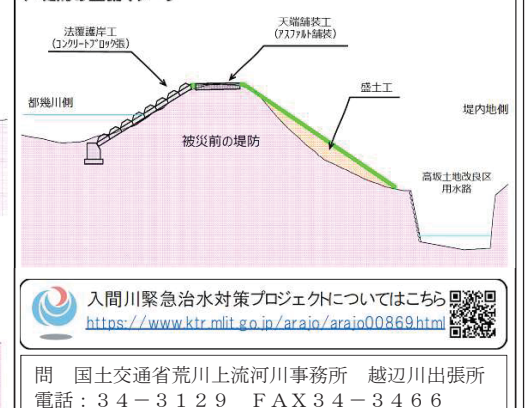 法覆護岸工
(コンクリートブロック張)
天端舗装工
(アスファルト舗装)
盛土工
都幾川側
堤内地側
被災前の堤防
高坂土地改良区
用水路
入間川緊急治水対策プロジェクトについてはこちら
https://www.ktr.mlit.go.jp/arajo/arajo00869.html
問　国土交通省荒川上流河川事務所　越辺川出張所
電話：３４－３１２９　ＦＡＸ３４－３４６６